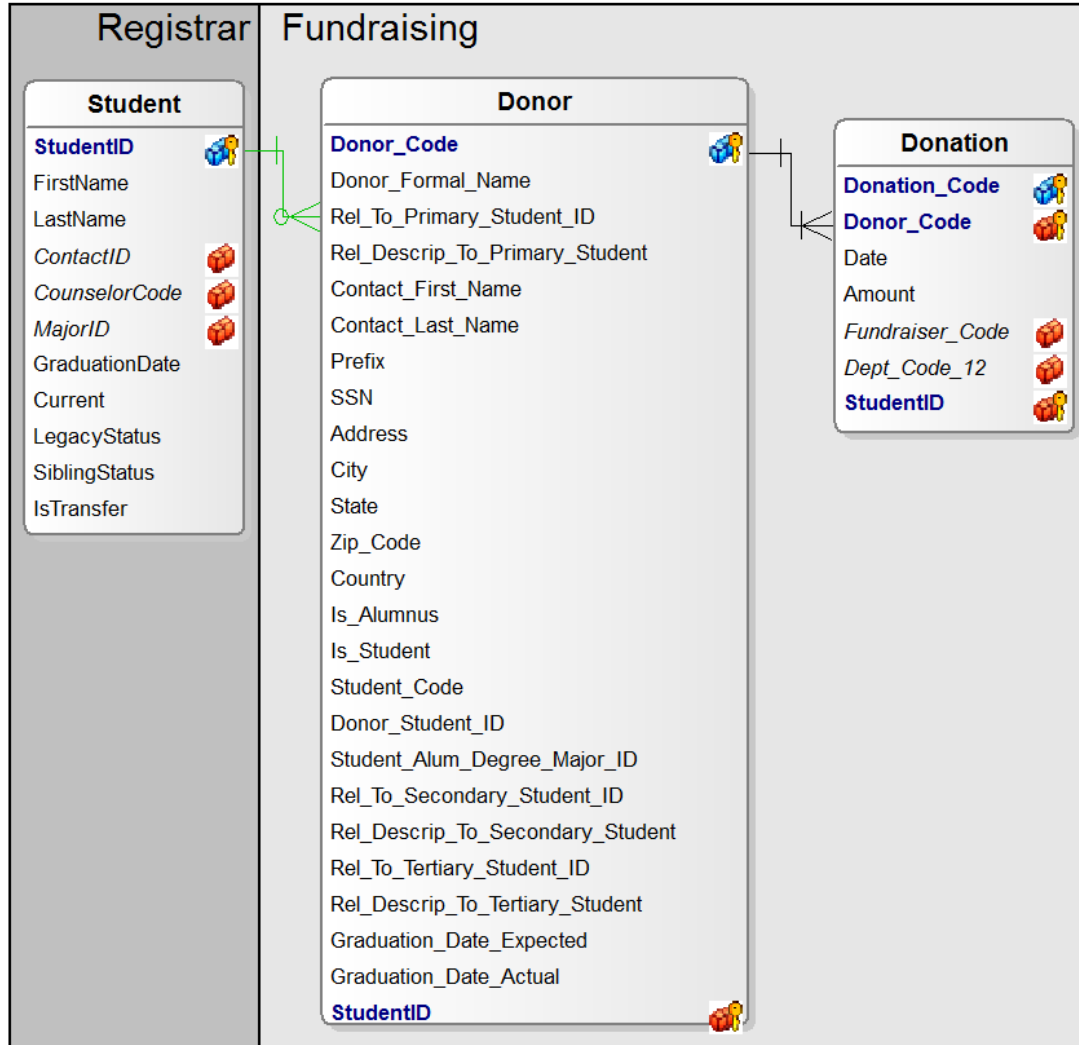 Registrar
Fundraising
Student
StudentID
FirstName
LastName
ContactID
CounselorCode
MajorID
GraduationDate
Current
LegacyStatus
SiblingStatus
IsTransfer
Donor
Donor_Code
Donor_Formal_Name
Rel_To_Primary_Student_ID
Rel_Descrip_To_Primary_Student
Contact_First_Name
Contact_Last_Name
Prefix
SSN
Address
City
State
Zip_Code
Country
Is_Alumnus
Is_Student
Student_Code
Donor_Student_ID
Student_Alum_Degree_Major_ID
Rel_To_Secondary_Student_ID
Rel_Descrip_To_Secondary_Student
Rel_To_Tertiary_Student_ID
Rel_Descrip_To_Tertiary_Student
Graduation_Date_Expected
Graduation_Date_Actual
StudentID
Donation
Donation_Code
Donor_Code
Date
Amount
Fundraiser_Code
Dept_Code_12
StudentID